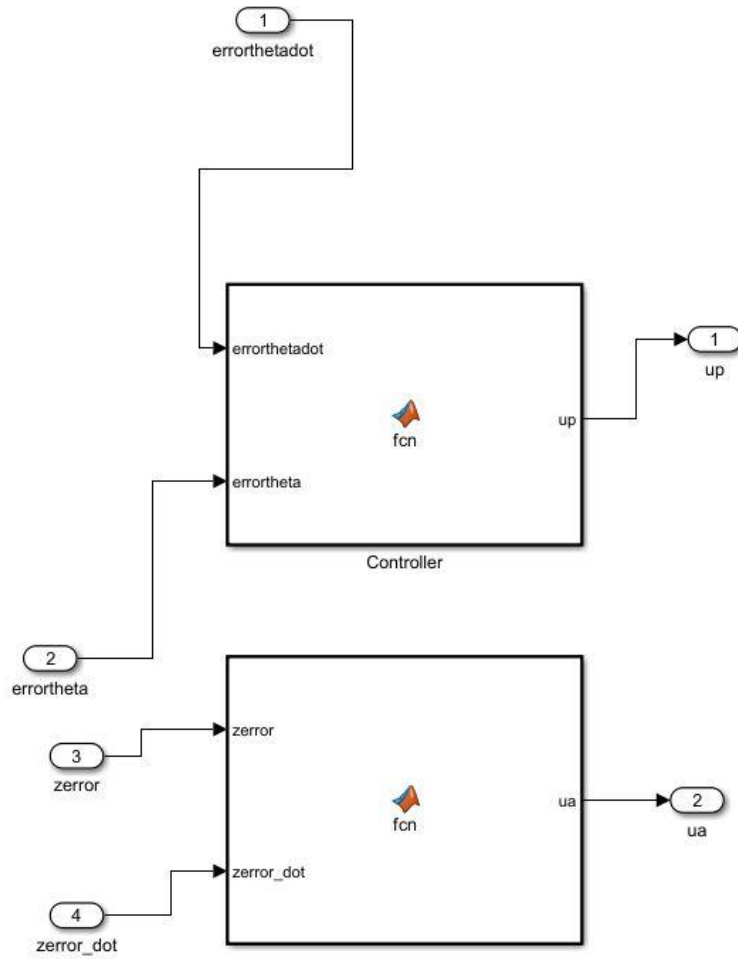 1
errorthetadot
errorthetadot
errortheta
fcn
up
Controller
1
up
2
errortheta
3
zerror
4
zerror_dot
zerror
zerror_dot
fcn
ua
2
ua